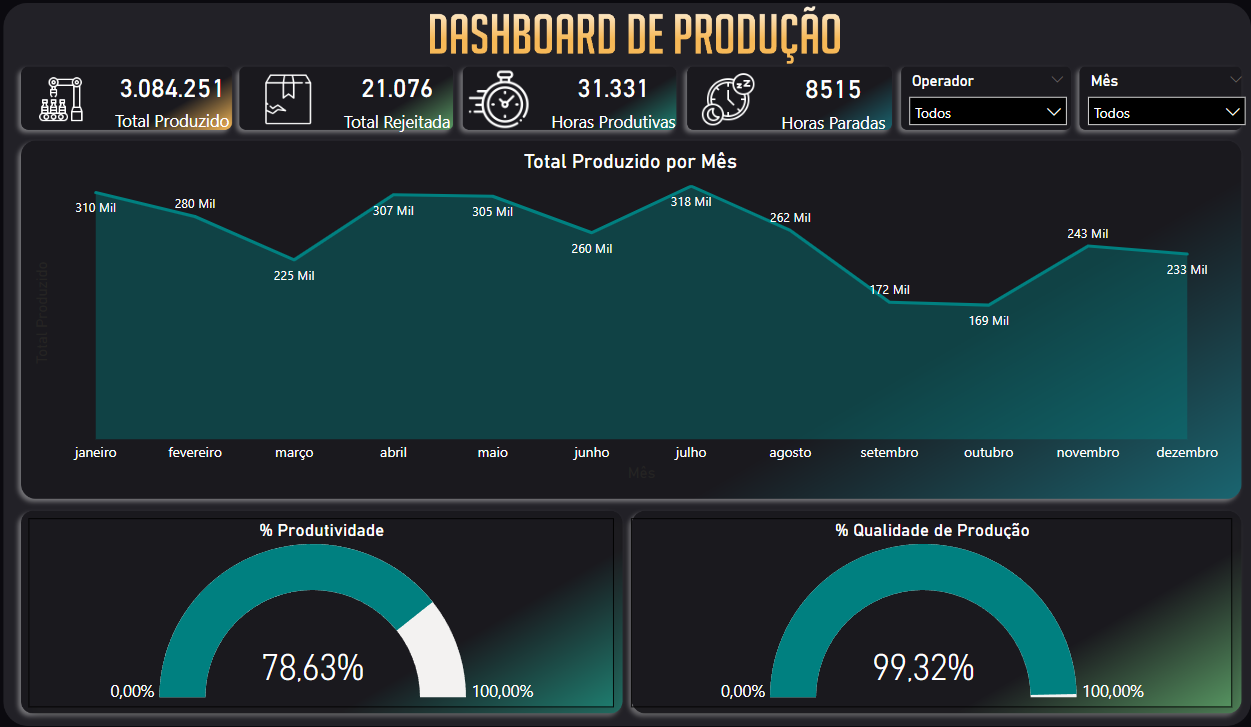 DASHBOARD DE PRODUÇÃO
3.084.251
Total Produzido
21.076
Total Rejeitada
31.331
Horas Produtivas
8515
Horas Paradas
Operador
Todos
Mês
Todos
Total Produzido por Mês
310 Mil
280 Mil
225 Mil
307 Mil
305 Mil
260 Mil
318 Mil
262 Mil
172 Mil
169 Mil
243 Mil
233 Mil
Total Produzido
janeiro fevereiro março abril maio junho julho agosto setembro outubro novembro dezembro
Mês
% Produtividade
78,63%
0,00%
100,00%
% Qualidade de Produção
99,32%
0,00%
100,00%